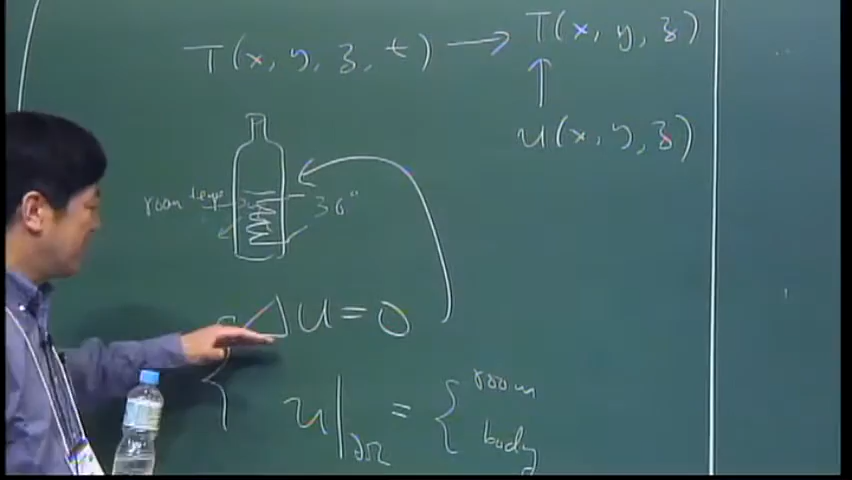 T(x, y, z, t) → T(x, y, z)
↑
u(x, y, z)
room temp 36°
Δu = 0
u|∂Ω = { room
body